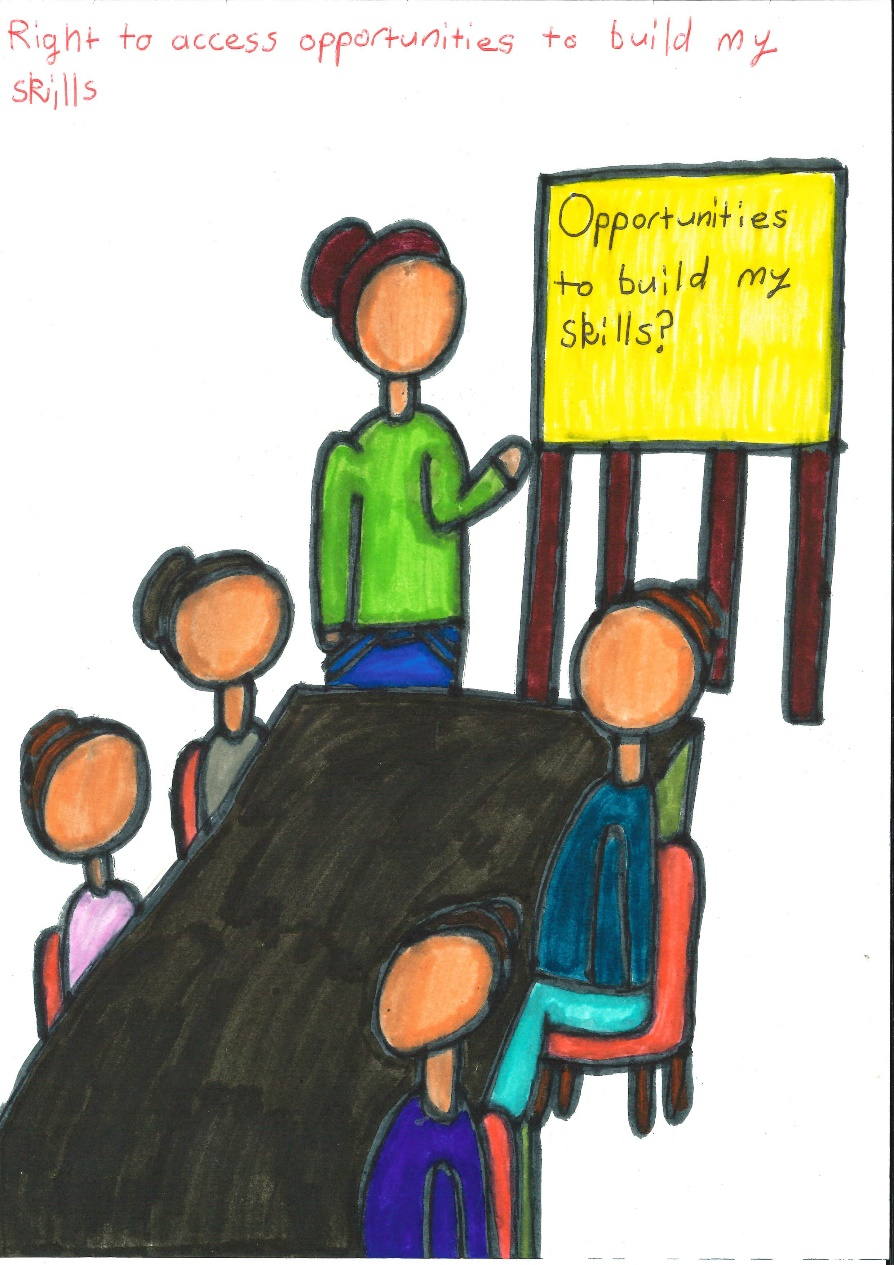 Right to access opportunities to build my
skills
Opportunities
to build my
skills?